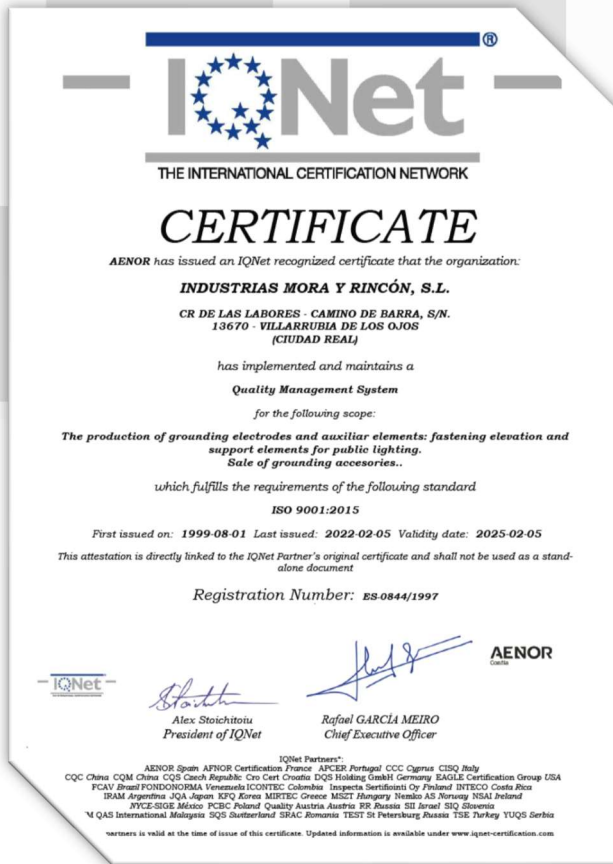 IQNet®
THE INTERNATIONAL CERTIFICATION NETWORK
CERTIFICATE
AENOR has issued an IQNet recognized certificate that the organization:
INDUSTRIAS MORA Y RINCÓN, S.L.
CR DE LAS LABORES - CAMINO DE BARRA, S/N.
13670 - VILLARRUBIA DE LOS OJOS
(CIUDAD REAL)
has implemented and maintains a
Quality Management System
for the following scope:
The production of grounding electrodes and auxiliar elements: fastening elevation and
support elements for public lighting.
Sale of grounding accesories..
which fulfills the requirements of the following standard
ISO 9001:2015
First issued on: 1999-08-01 Last issued: 2022-02-05 Validity date: 2025-02-05
This attestation is directly linked to the IQNet Partner's original certificate and shall not be used as a stand-
alone document
Registration Number: ES-0844/1997
AENOR
Confía
IQNet
Alex Stoichitoiu
President of IQNet
Rafael GARCÍA MEIRO
Chief Executive Officer
IQNet Partners*:
AENOR Spain AFNOR Certification France APCER Portugal CCC Cyprus CISQ Italy
CQC China CQM China CQS Czech Republic Cro Cert Croatia DQS Holding GmbH Germany EAGLE Certification Group USA
FCAV Brazil FONDONORMA Venezuela ICONTEC Colombia Inspecta Sertifiointi Oy Finland INTECO Costa Rica
IRAM Argentina JQA Japan KFQ Korea MIRTEC Greece MSZT Hungary Nemko AS Norway NSAI Ireland
NYCE-SIGE México PCBC Poland Quality Austria Austria RR Russia SII Israel SIQ Slovenia
QAS International Malaysia SQS Switzerland SRAC Romania TEST St Petersburg Russia TSE Turkey YUQS Serbia
partners is valid at the time of issue of this certificate. Updated information is available under www.iqnet-certification.com